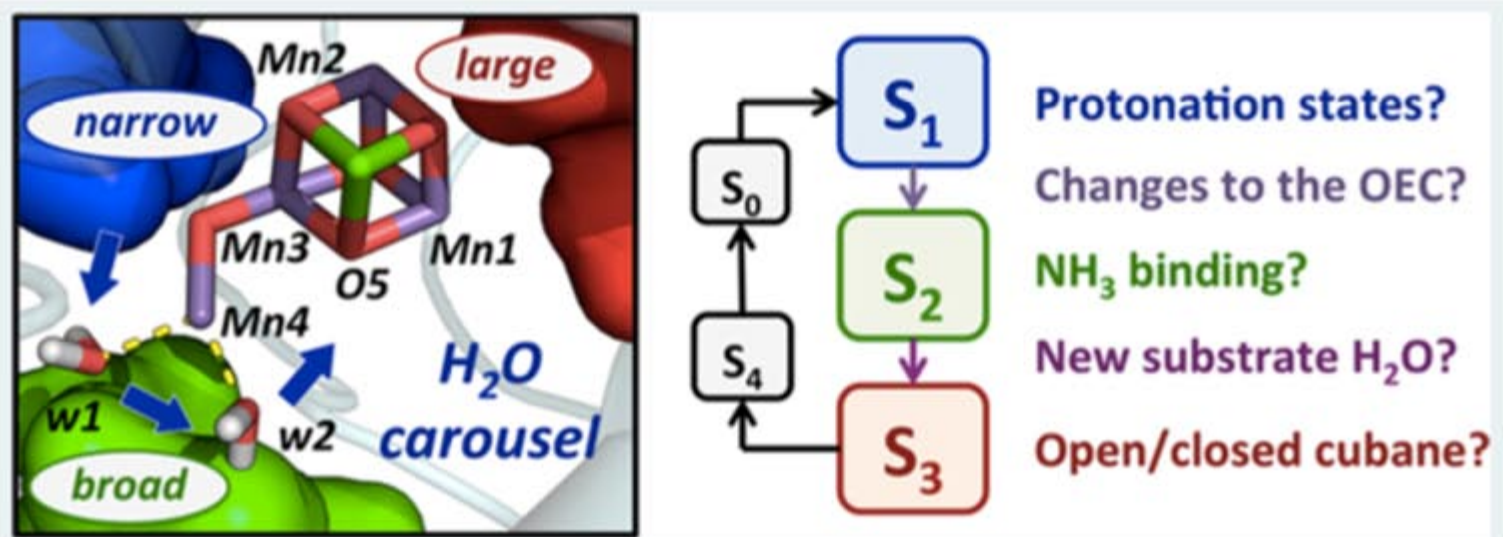 Mn2
large
narrow
Mn3
Mn1
O5
Mn4
H₂O
carousel
w1
w2
broad
S₁
S₀
S₂
S₄
S₃
Protonation states?
Changes to the OEC?
NH₃ binding?
New substrate H₂O?
Open/closed cubane?